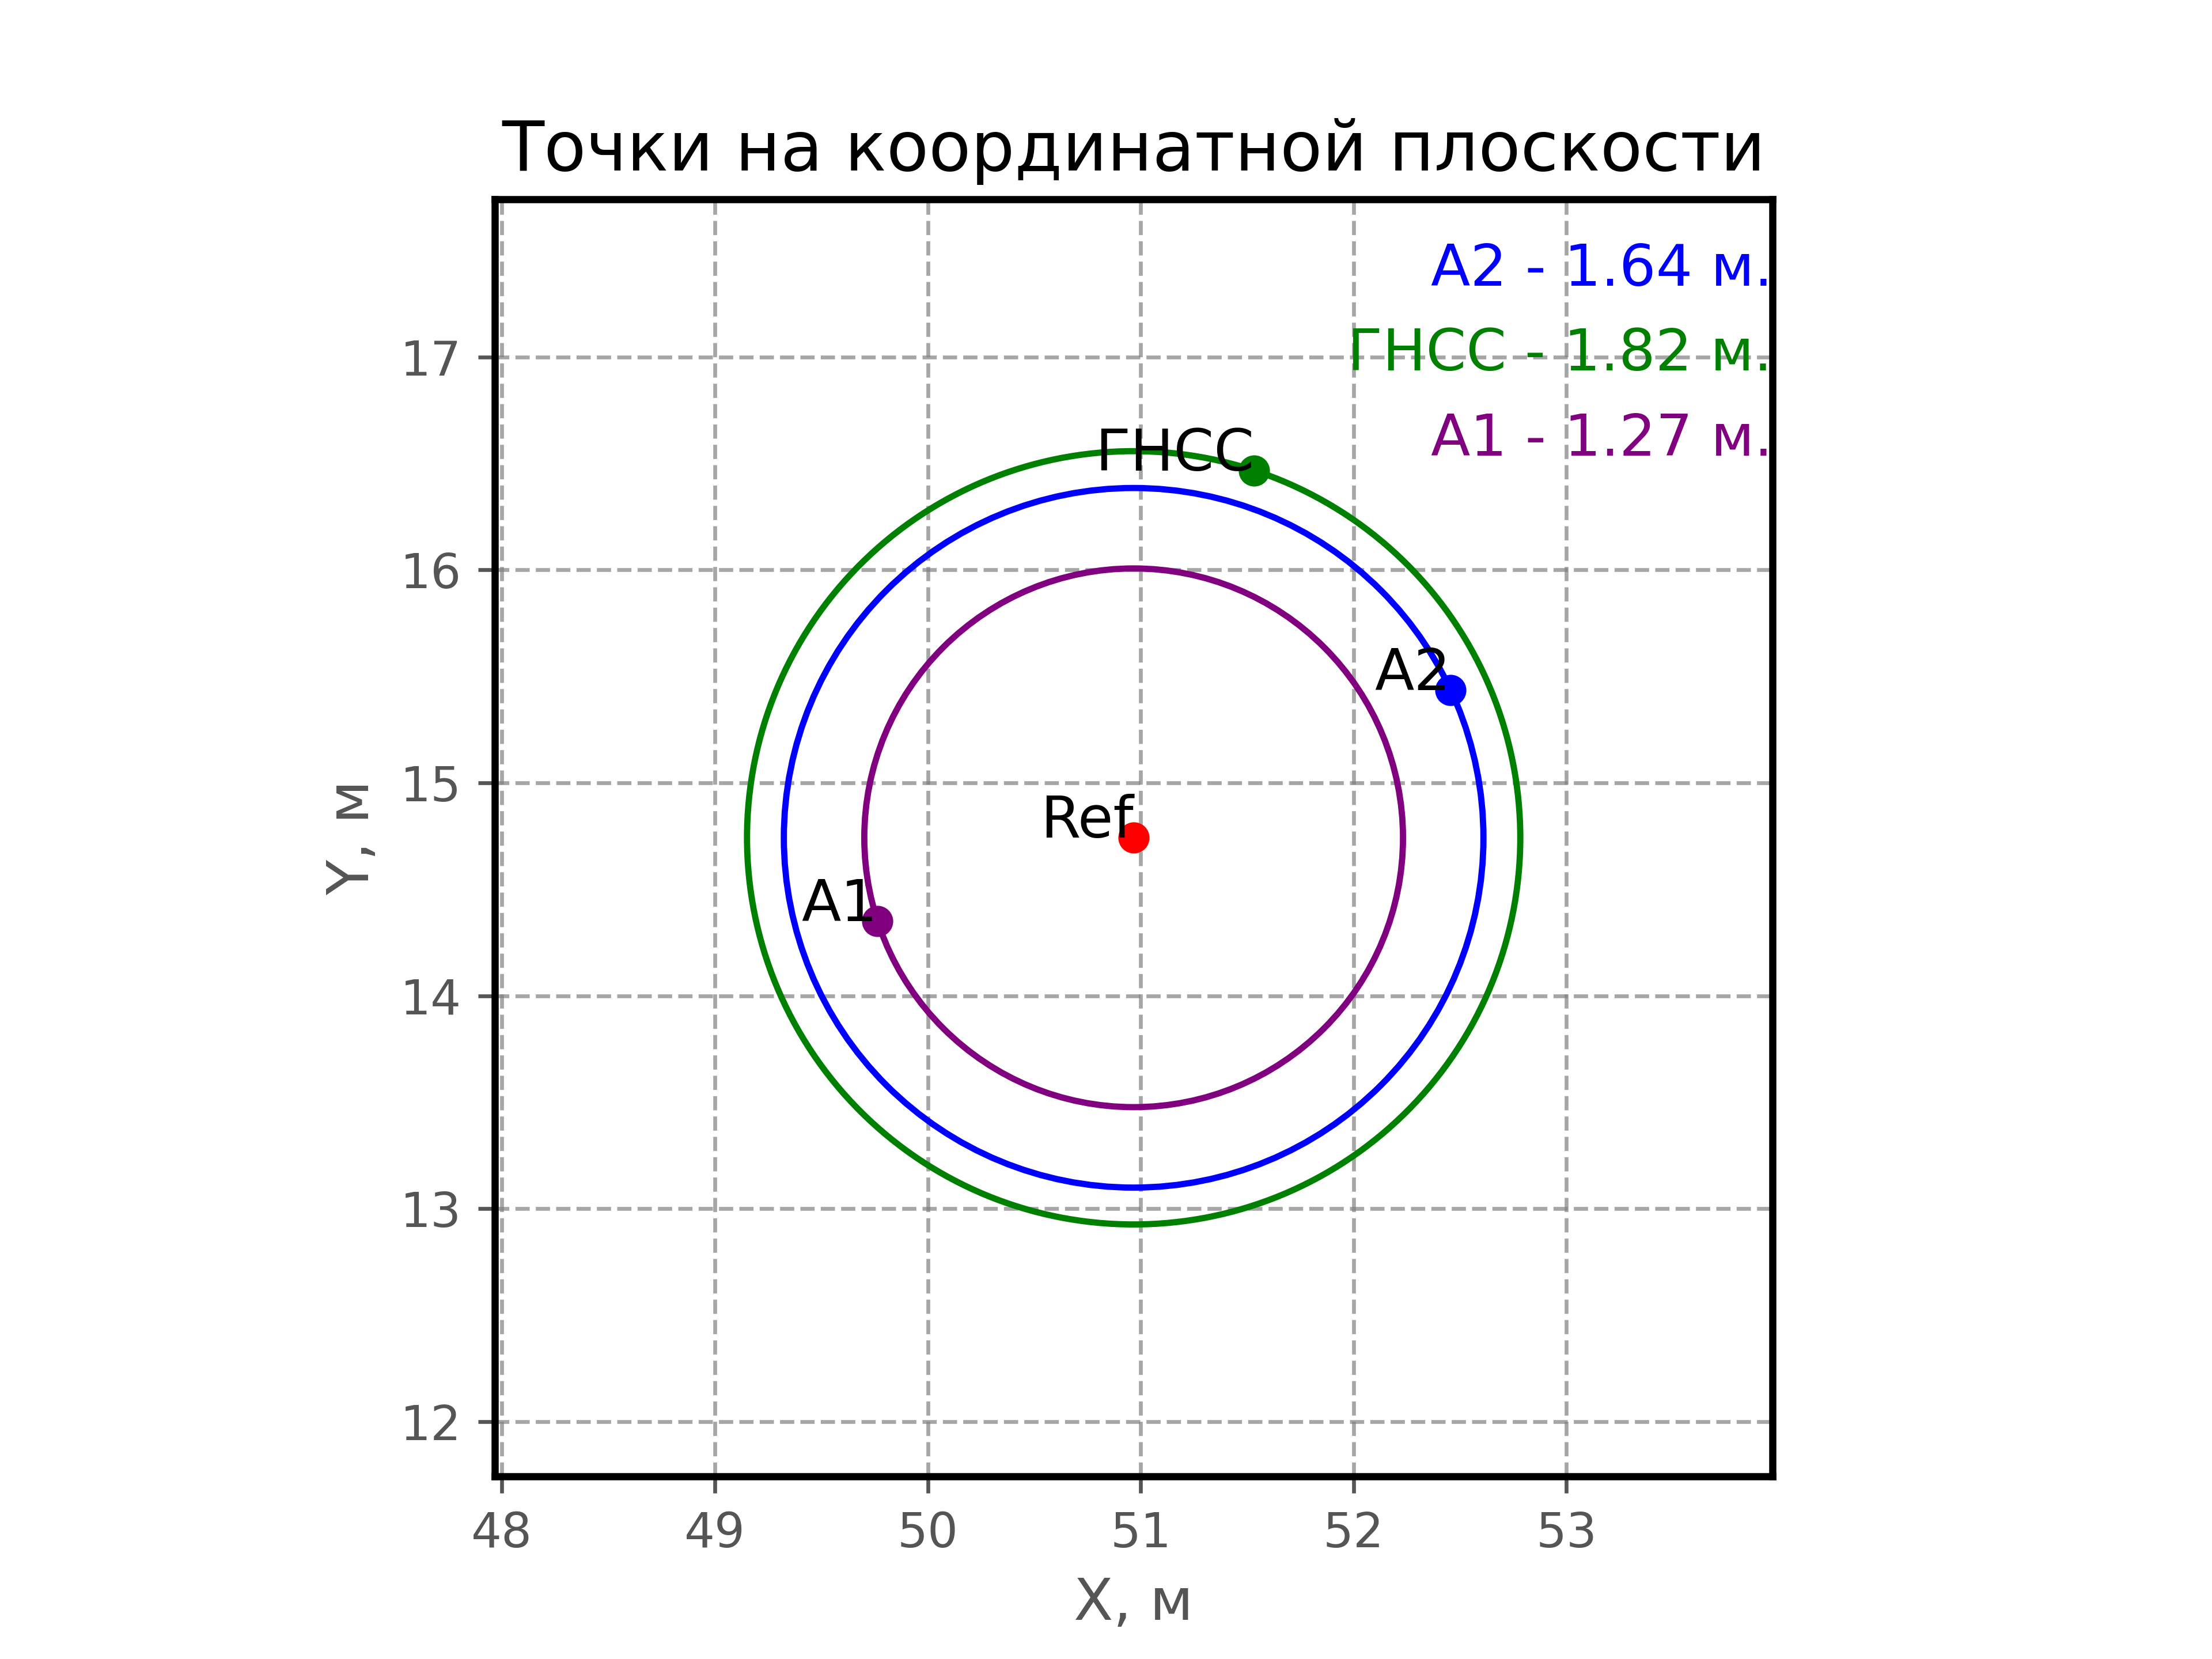 Точки на координатной плоскости
A2 - 1.64 м.
ГНСС - 1.82 м.
A1 - 1.27 м.
ГНСС
A2
Ref
A1
17
16
15
14
13
12
Y, м
48 49 50 51 52 53
X, м